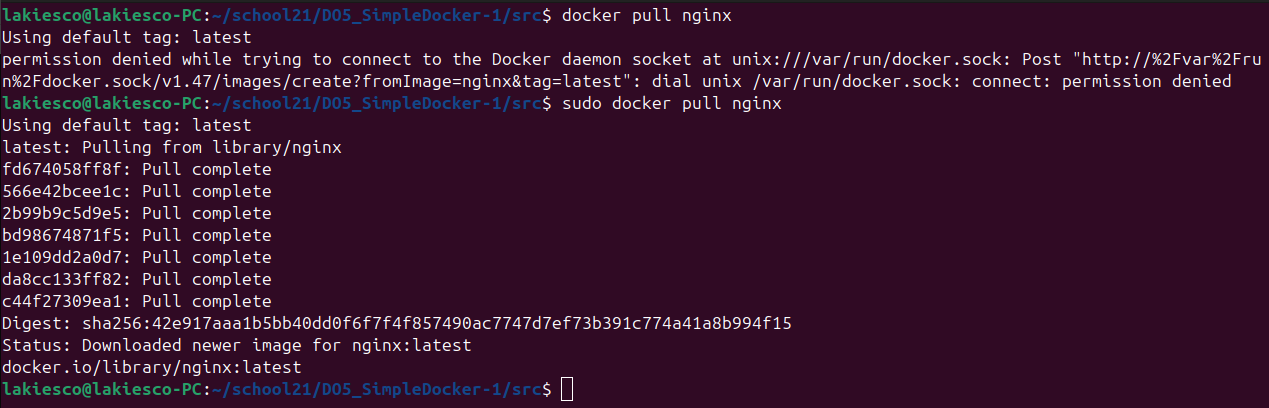 lakiesco@lakiesco-PC:~/school21/DO5_SimpleDocker-1/src$ docker pull nginx
Using default tag: latest
permission denied while trying to connect to the Docker daemon socket at unix:///var/run/docker.sock: Post "http://%2Fvar%2Fru
n%2Fdocker.sock/v1.47/images/create?fromImage=nginx&tag=latest": dial unix /var/run/docker.sock: connect: permission denied
lakiesco@lakiesco-PC:~/school21/DO5_SimpleDocker-1/src$ sudo docker pull nginx
Using default tag: latest
latest: Pulling from library/nginx
fd674058ff8f: Pull complete
566e42bcee1c: Pull complete
2b99b9c5d9e5: Pull complete
bd98674871f5: Pull complete
1e109dd2a0d7: Pull complete
da8cc133ff82: Pull complete
c44f27309ea1: Pull complete
Digest: sha256:42e917aaa1b5bb40dd0f6f7f4f857490ac7747d7ef73b391c774a41a8b994f15
Status: Downloaded newer image for nginx:latest
docker.io/library/nginx:latest
lakiesco@lakiesco-PC:~/school21/DO5_SimpleDocker-1/src$